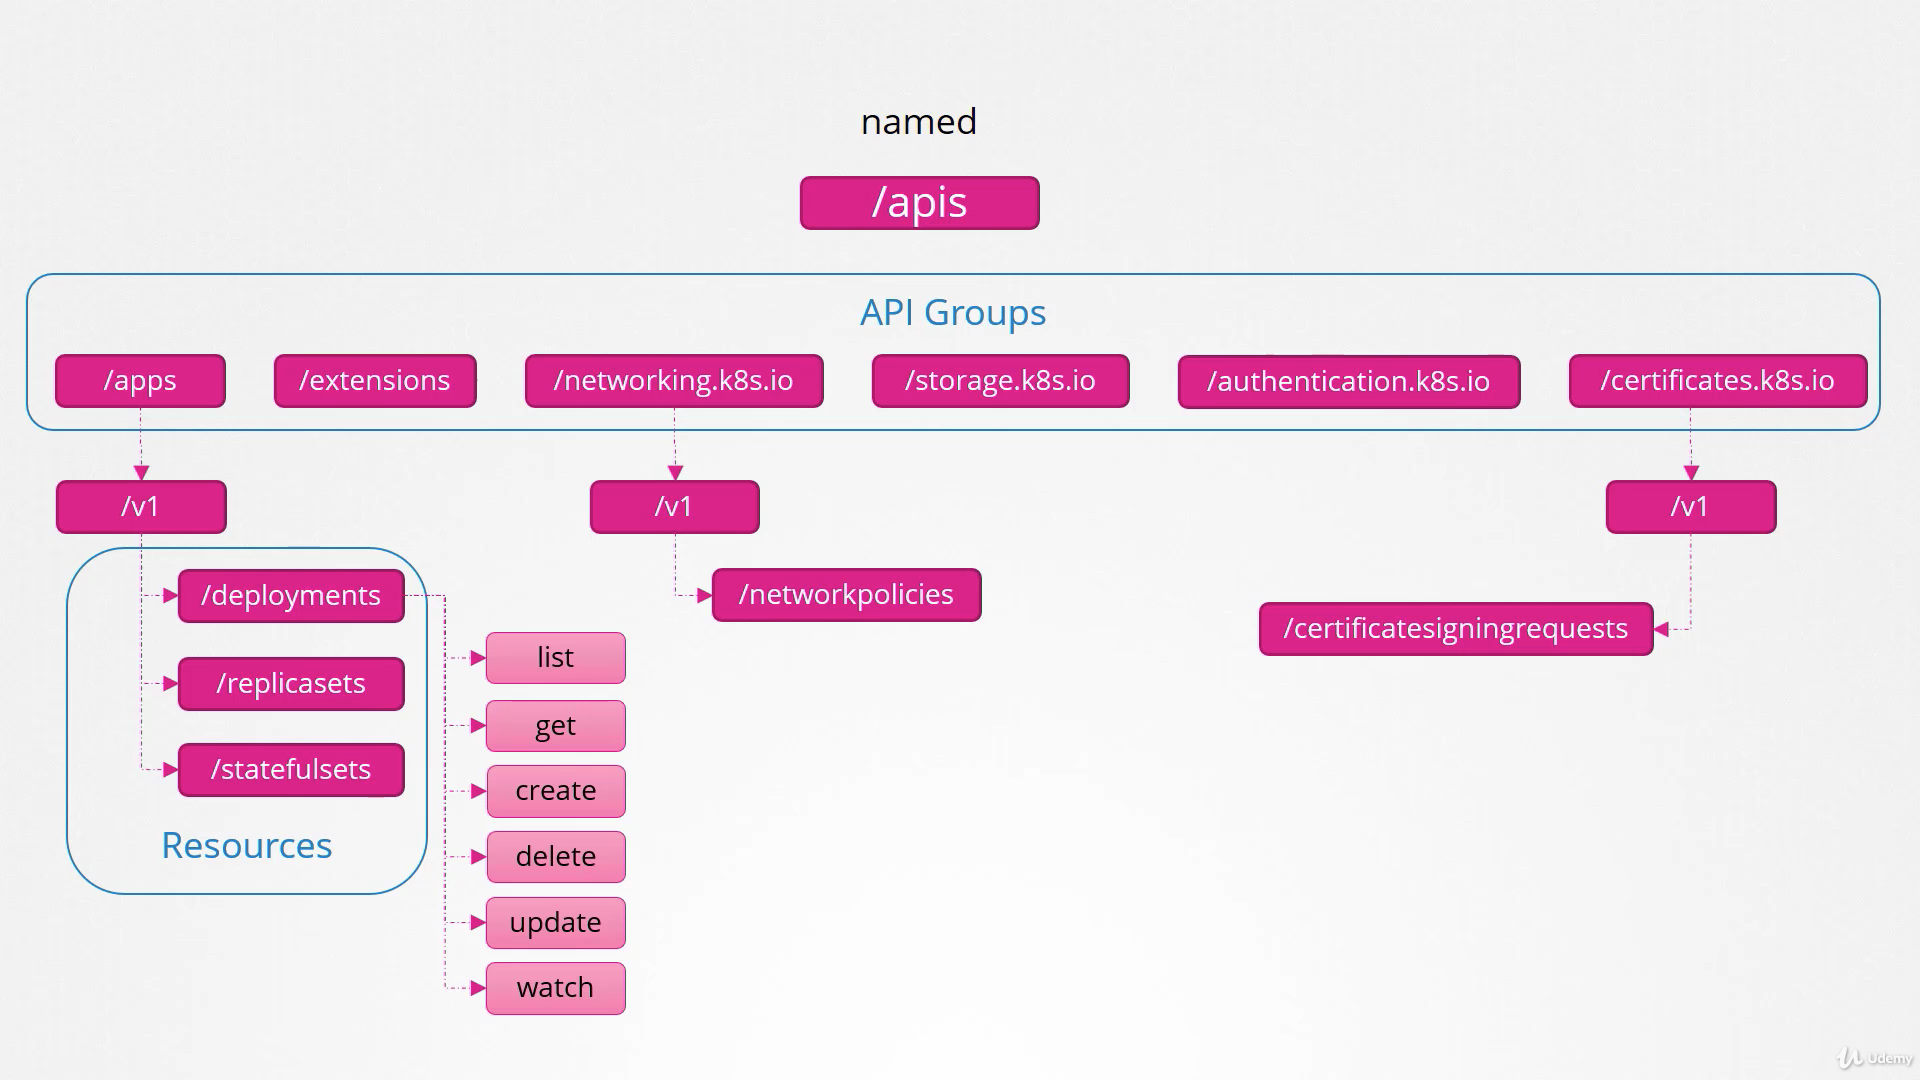 named
/apis
API Groups
/apps
/extensions
/networking.k8s.io
/storage.k8s.io
/authentication.k8s.io
/certificates.k8s.io
/v1
/v1
/v1
/deployments
/replicasets
/statefulsets
Resources
list
get
create
delete
update
watch
/networkpolicies
/certificatesigningrequests
Udemy